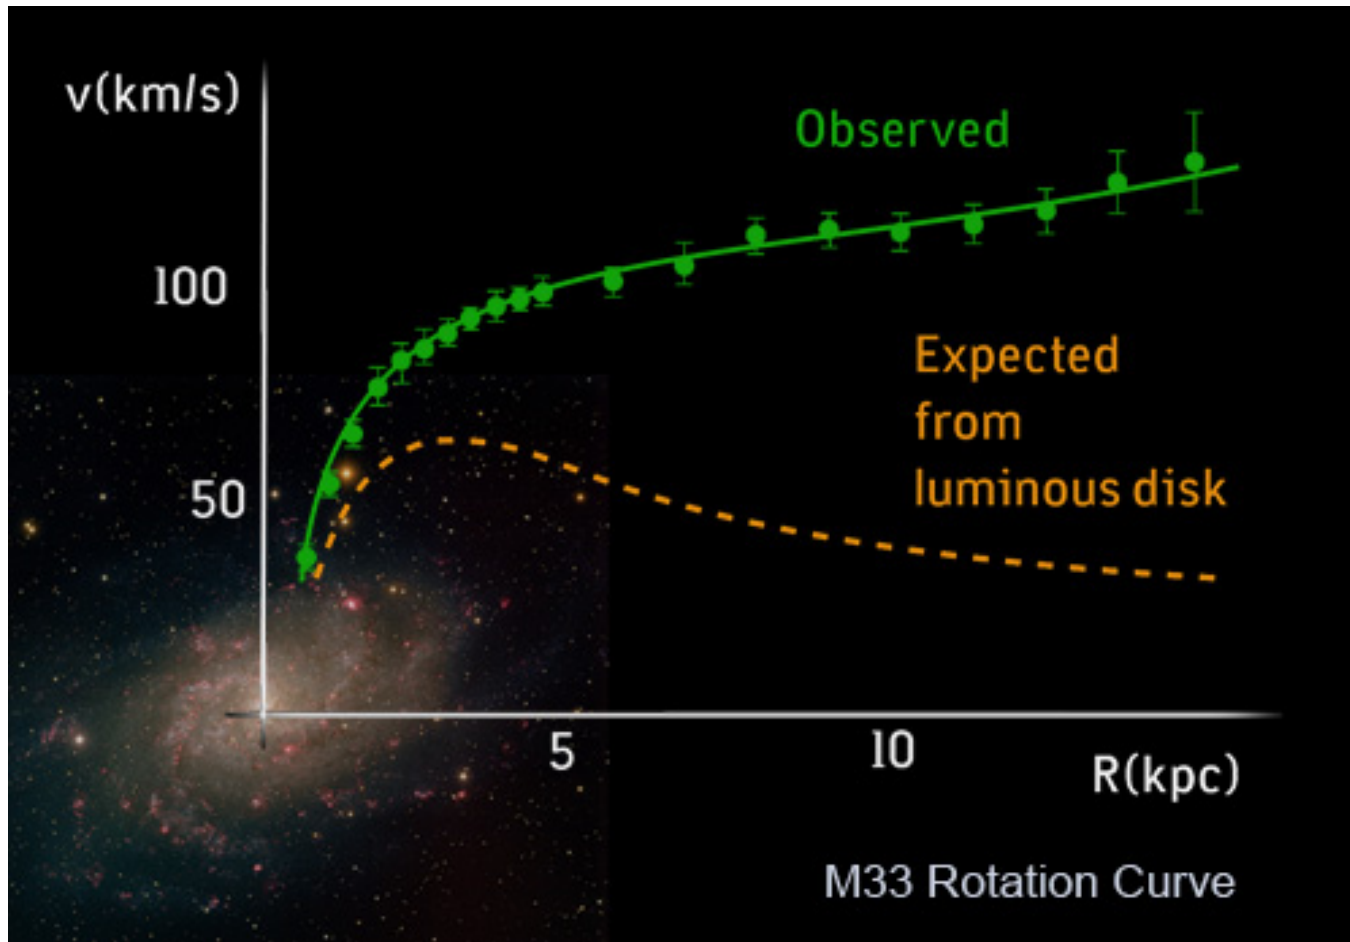 v(km/s)
Observed
100
Expected
from
luminous disk
50
5
10
R(kpc)
M33 Rotation Curve